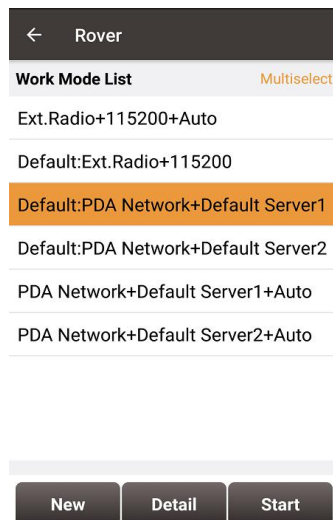 Rover
Work Mode List Multiselect
Ext.Radio+115200+Auto
Default:Ext.Radio+115200
Default:PDA Network+Default Server1
Default:PDA Network+Default Server2
PDA Network+Default Server1+Auto
PDA Network+Default Server2+Auto
New Detail Start